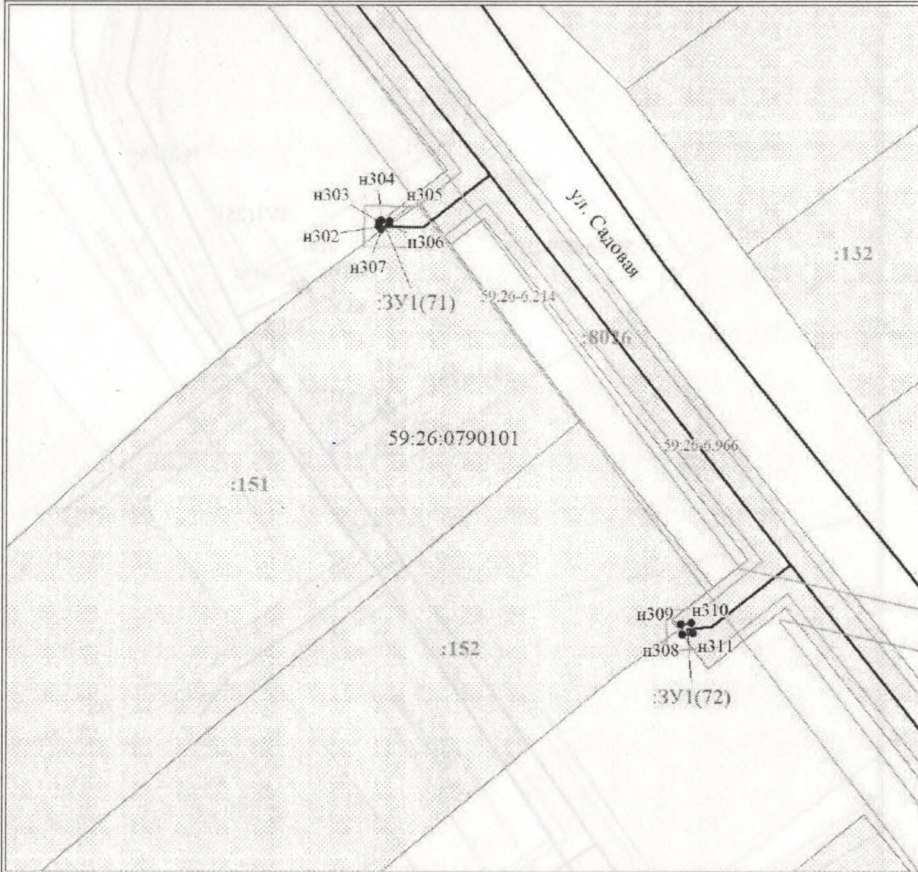 н304
н303
н305
н302
н306
н307
:ЗУ1(71)
ул. Садовая
:132
59:26-6.214
:8026
59:26:0790101
59:26-6.966
:151
н309
н310
н308
н311
:152
:ЗУ1(72)